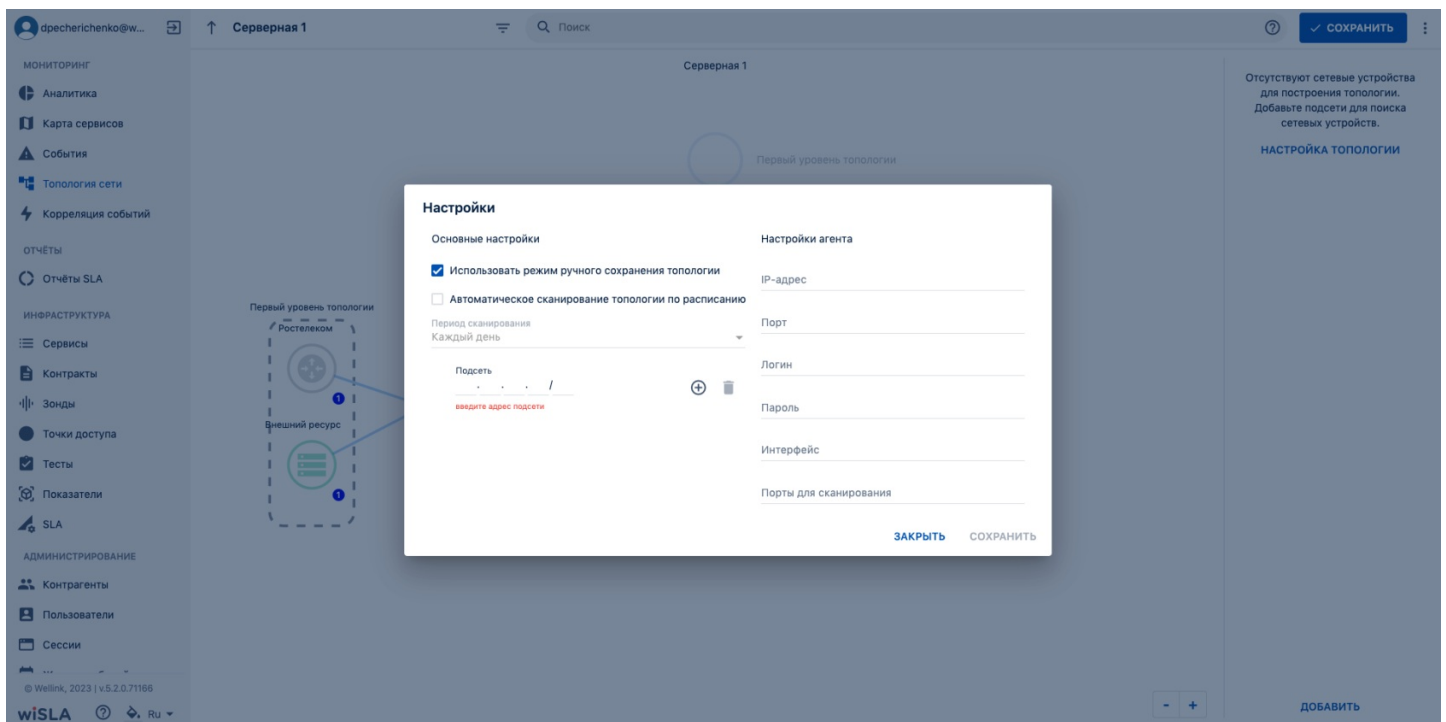 dpecherichenko@w...
Серверная 1
Поиск
СОХРАНИТЬ
МОНИТОРИНГ
Аналитика
Карта сервисов
События
Топология сети
Корреляция событий
ОТЧЁТЫ
Отчёты SLA
ИНФРАСТРУКТУРА
Сервисы
Контракты
Зонды
Точки доступа
Тесты
Показатели
SLA
АДМИНИСТРИРОВАНИЕ
Контрагенты
Пользователи
Сессии
© Wellink, 2023 | v.5.2.0.71166
wiSLA
Ru
Серверная 1
Первый уровень топологии
Первый уровень топологии
Ростелеком
1
Внешний ресурс
1
Настройки
Основные настройки
Использовать режим ручного сохранения топологии
Автоматическое сканирование топологии по расписанию
Период сканирования
Каждый день
Подсеть
. . . /
введите адрес подсети
Настройки агента
IP-адрес
Порт
Логин
Пароль
Интерфейс
Порты для сканирования
ЗАКРЫТЬ СОХРАНИТЬ
Отсутствуют сетевые устройства
для построения топологии.
Добавьте подсети для поиска
сетевых устройств.
НАСТРОЙКА ТОПОЛОГИИ
- +
ДОБАВИТЬ